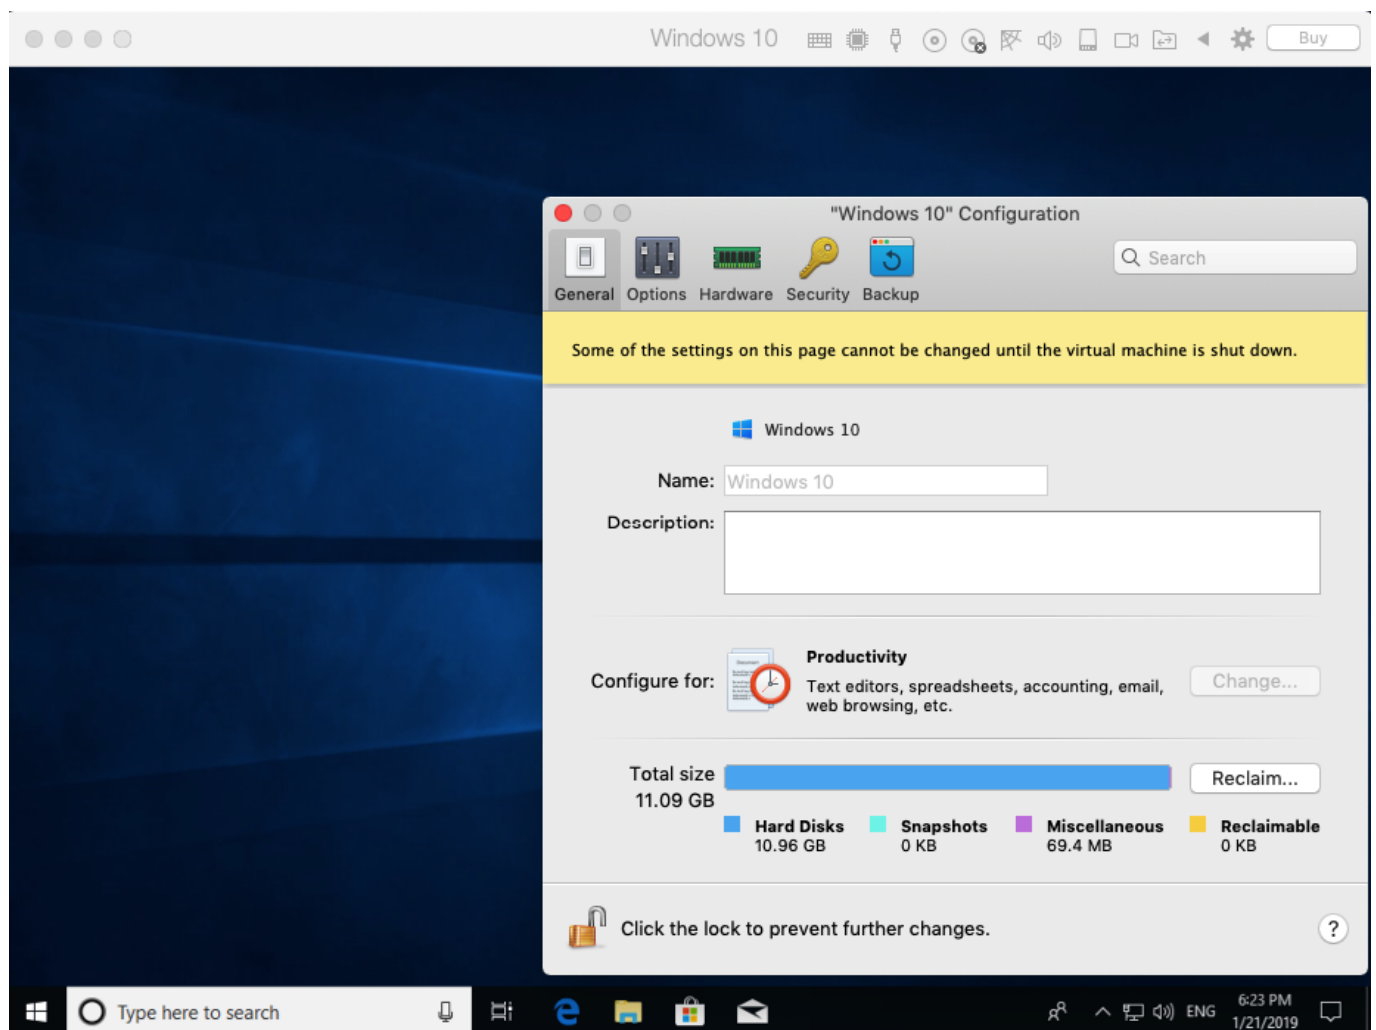 Windows 10
Buy
"Windows 10" Configuration
General Options Hardware Security Backup
Search
Some of the settings on this page cannot be changed until the virtual machine is shut down.
Windows 10
Name: Windows 10
Description:
Configure for:
Productivity
Text editors, spreadsheets, accounting, email,
web browsing, etc.
Change...
Total size
11.09 GB
Reclaim...
Hard Disks
10.96 GB
Snapshots
0 KB
Miscellaneous
69.4 MB
Reclaimable
0 KB
Click the lock to prevent further changes.
?
Type here to search
ENG
6:23 PM
1/21/2019